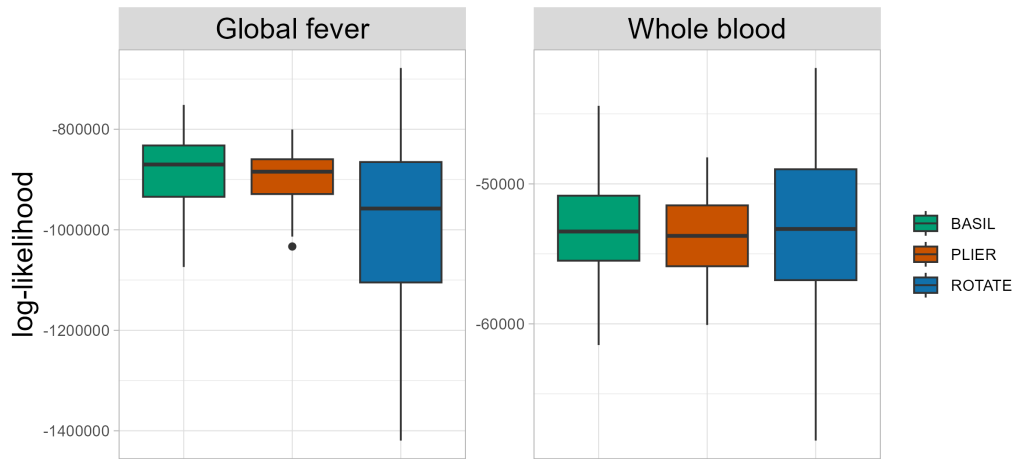 Global fever
Whole blood
log-likelihood
-800000
-1000000
-1200000
-1400000
-50000
-60000
BASIL
PLIER
ROTATE